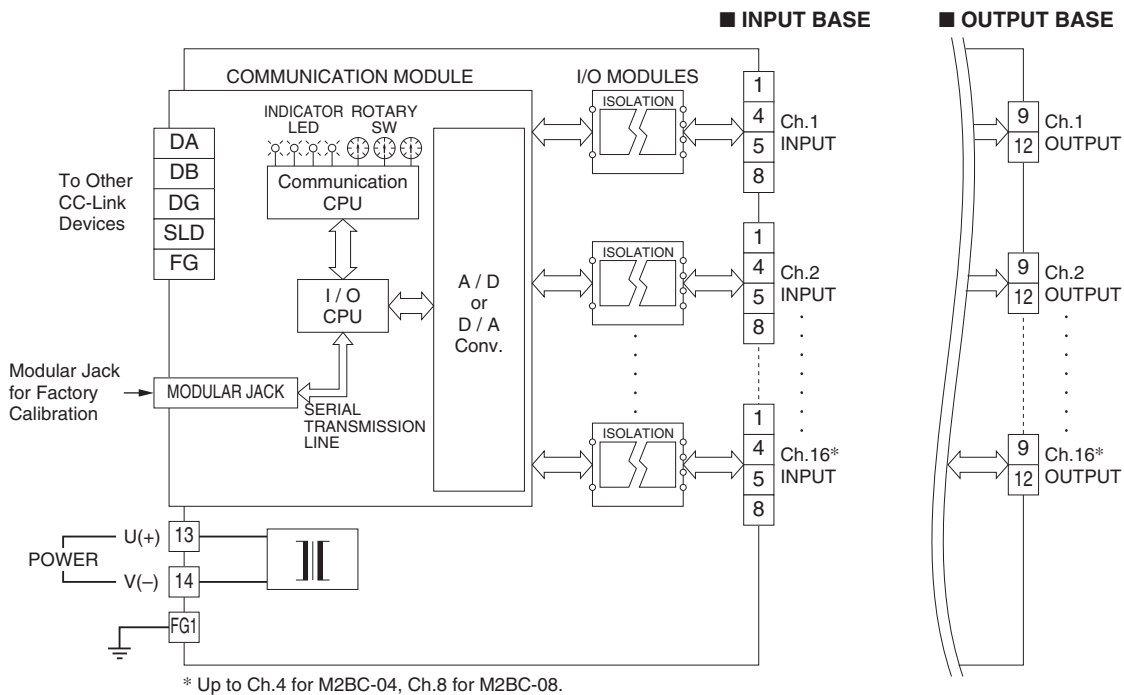 ■ INPUT BASE
■ OUTPUT BASE
COMMUNICATION MODULE
I/O MODULES
INDICATOR LED
ROTARY SW
DA
DB
DG
SLD
FG
To Other
CC-Link
Devices
Communication
CPU
I / O
CPU
A / D
or
D / A
Conv.
Modular Jack
for Factory
Calibration
MODULAR JACK
SERIAL
TRANSMISSION
LINE
ISOLATION
1
4
5
8
Ch.1
INPUT
ISOLATION
1
4
5
8
Ch.2
INPUT
ISOLATION
1
4
5
8
Ch.16*
INPUT
9
12
Ch.1
OUTPUT
9
12
Ch.2
OUTPUT
9
12
Ch.16*
OUTPUT
POWER
U(+)
13
V(–)
14
FG1
* Up to Ch.4 for M2BC-04, Ch.8 for M2BC-08.